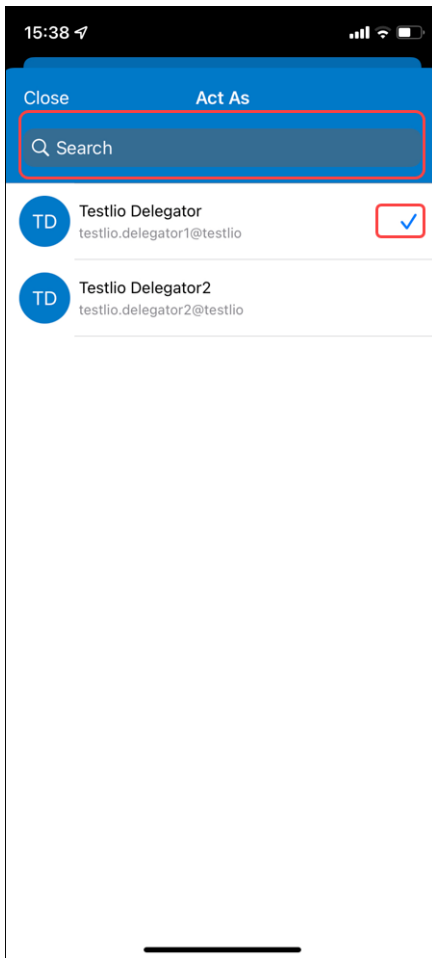 15:38
Close Act As
Search
TD Testlio Delegator
testlio.delegator1@testlio
TD Testlio Delegator2
testlio.delegator2@testlio